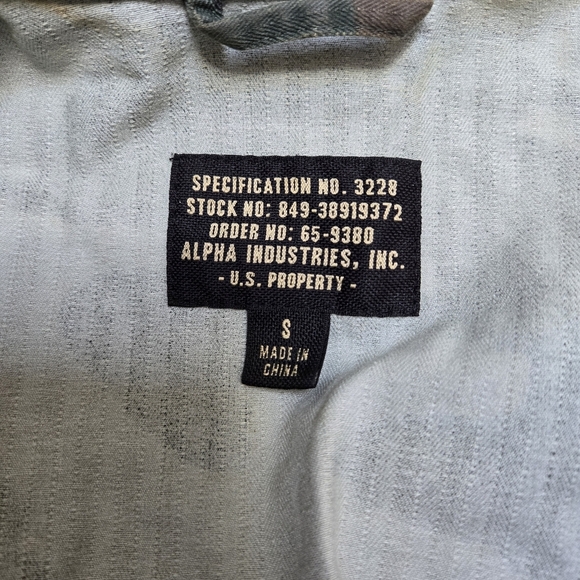 SPECIFICATION NO. 3228
STOCK NO: 849-38919372
ORDER NO: 65-9380
ALPHA INDUSTRIES, INC.
- U.S. PROPERTY -
S
MADE IN
CHINA